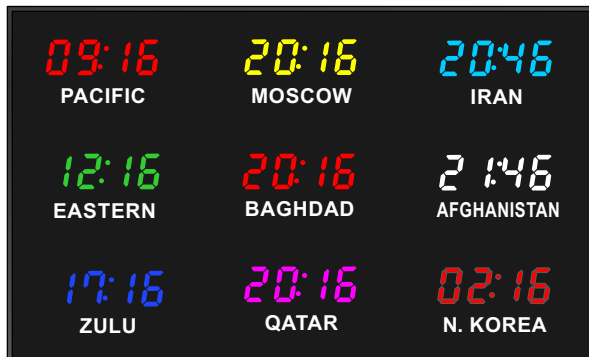 09:16 20:16 20:46
PACIFIC MOSCOW IRAN
12:16 20:16 21:46
EASTERN BAGHDAD AFGHANISTAN
17:16 20:16 02:16
ZULU QATAR N. KOREA